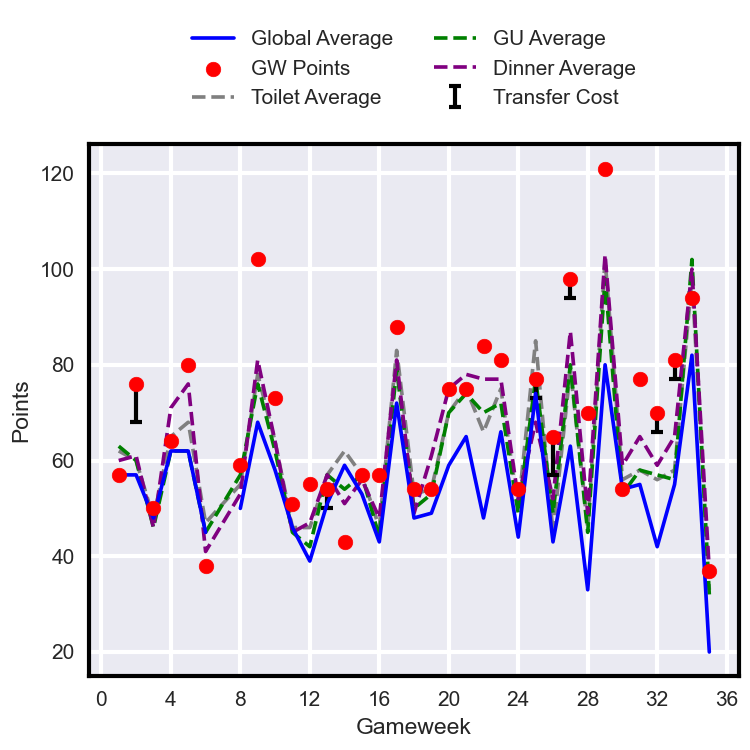 Global Average
GW Points
Toilet Average
GU Average
Dinner Average
Transfer Cost
120
100
80
60
40
20
Points
0 4 8 12 16 20 24 28 32 36
Gameweek